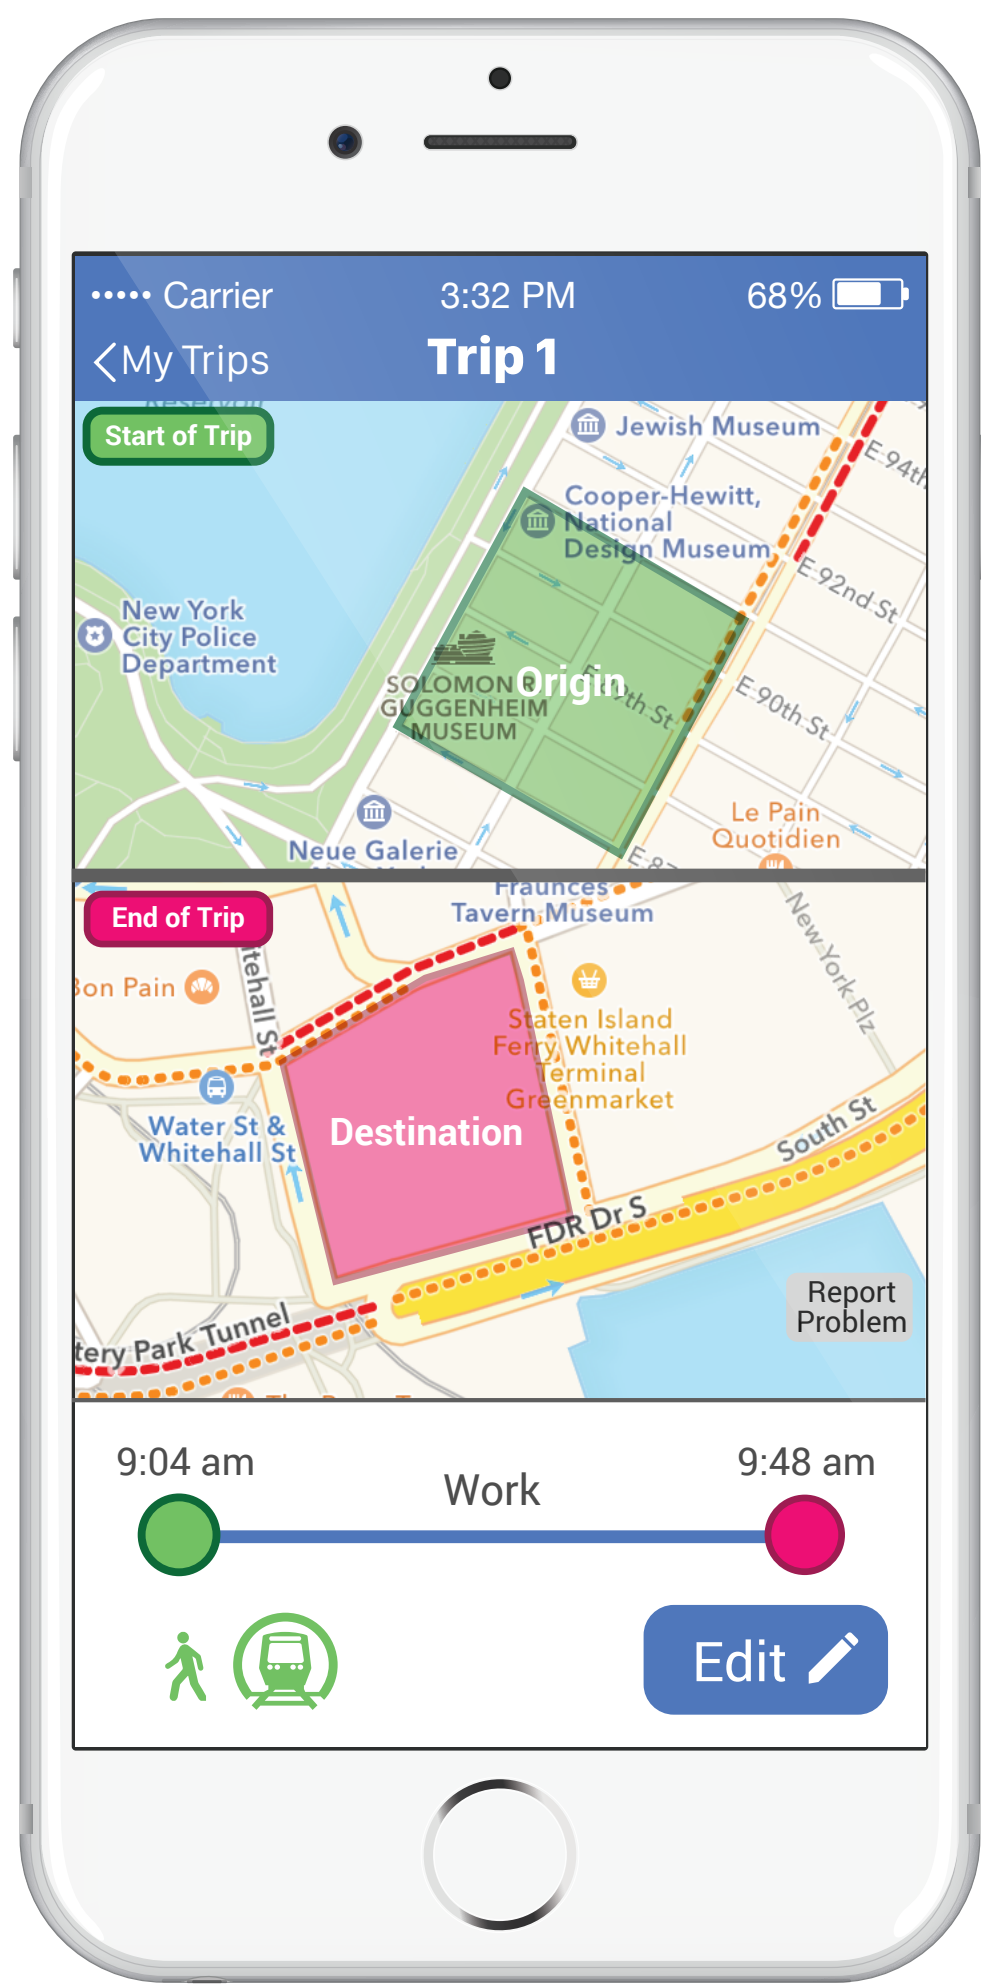 Carrier
3:32 PM
68%
My Trips
Trip 1
Start of Trip
Jewish Museum
E 94th
Cooper-Hewitt,
National
Design Museum
E 92nd St
New York
City Police
Department
Origin
SOLOMON R
GUGGENHEIM
MUSEUM
E 90th St
Le Pain
Quotidien
Neue Galerie
Fraunces
Tavern Museum
End of Trip
Bon Pain
itehall St
New York Plz
Staten Island
Ferry Whitehall
Terminal
Greenmarket
Water St &
Whitehall St
Destination
South St
FDR Dr S
Report
Problem
tery Park Tunnel
9:04 am
Work
9:48 am
Edit